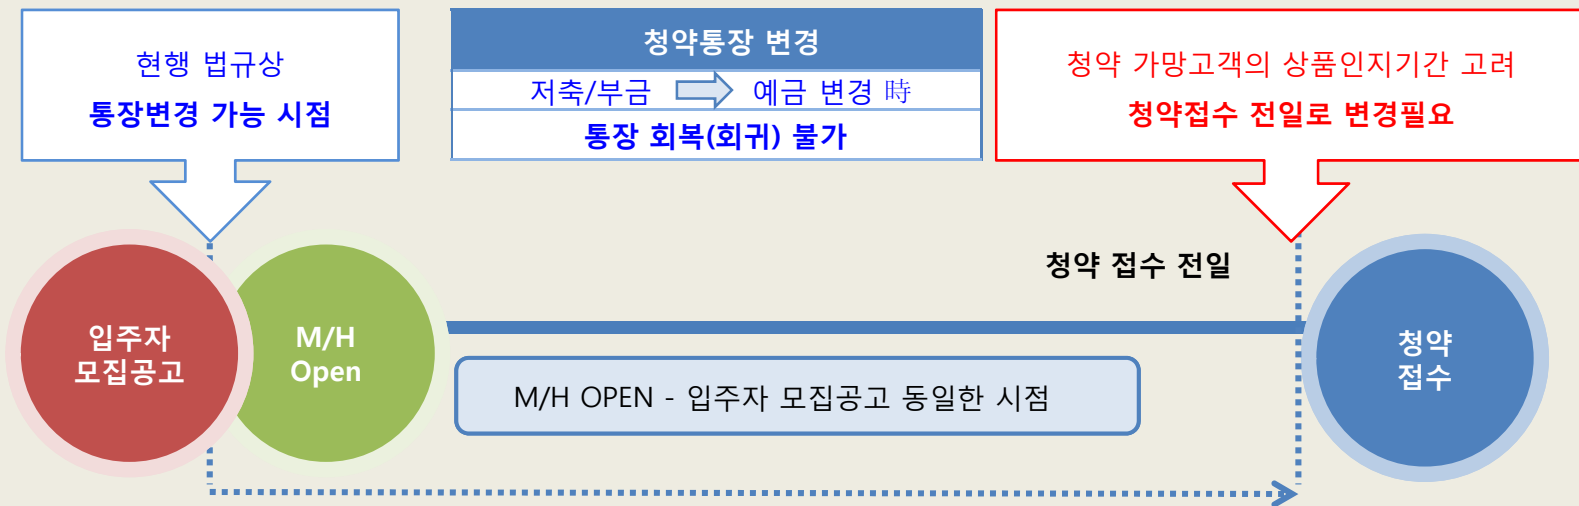 현행 법규상
통장변경 가능 시점
청약통장 변경
저축/부금 예금 변경 時
통장 회복(회귀) 불가
청약 가망고객의 상품인지기간 고려
청약접수 전일로 변경필요
청약 접수 전일
입주자
모집공고
M/H
Open
M/H OPEN - 입주자 모집공고 동일한 시점
청약
접수